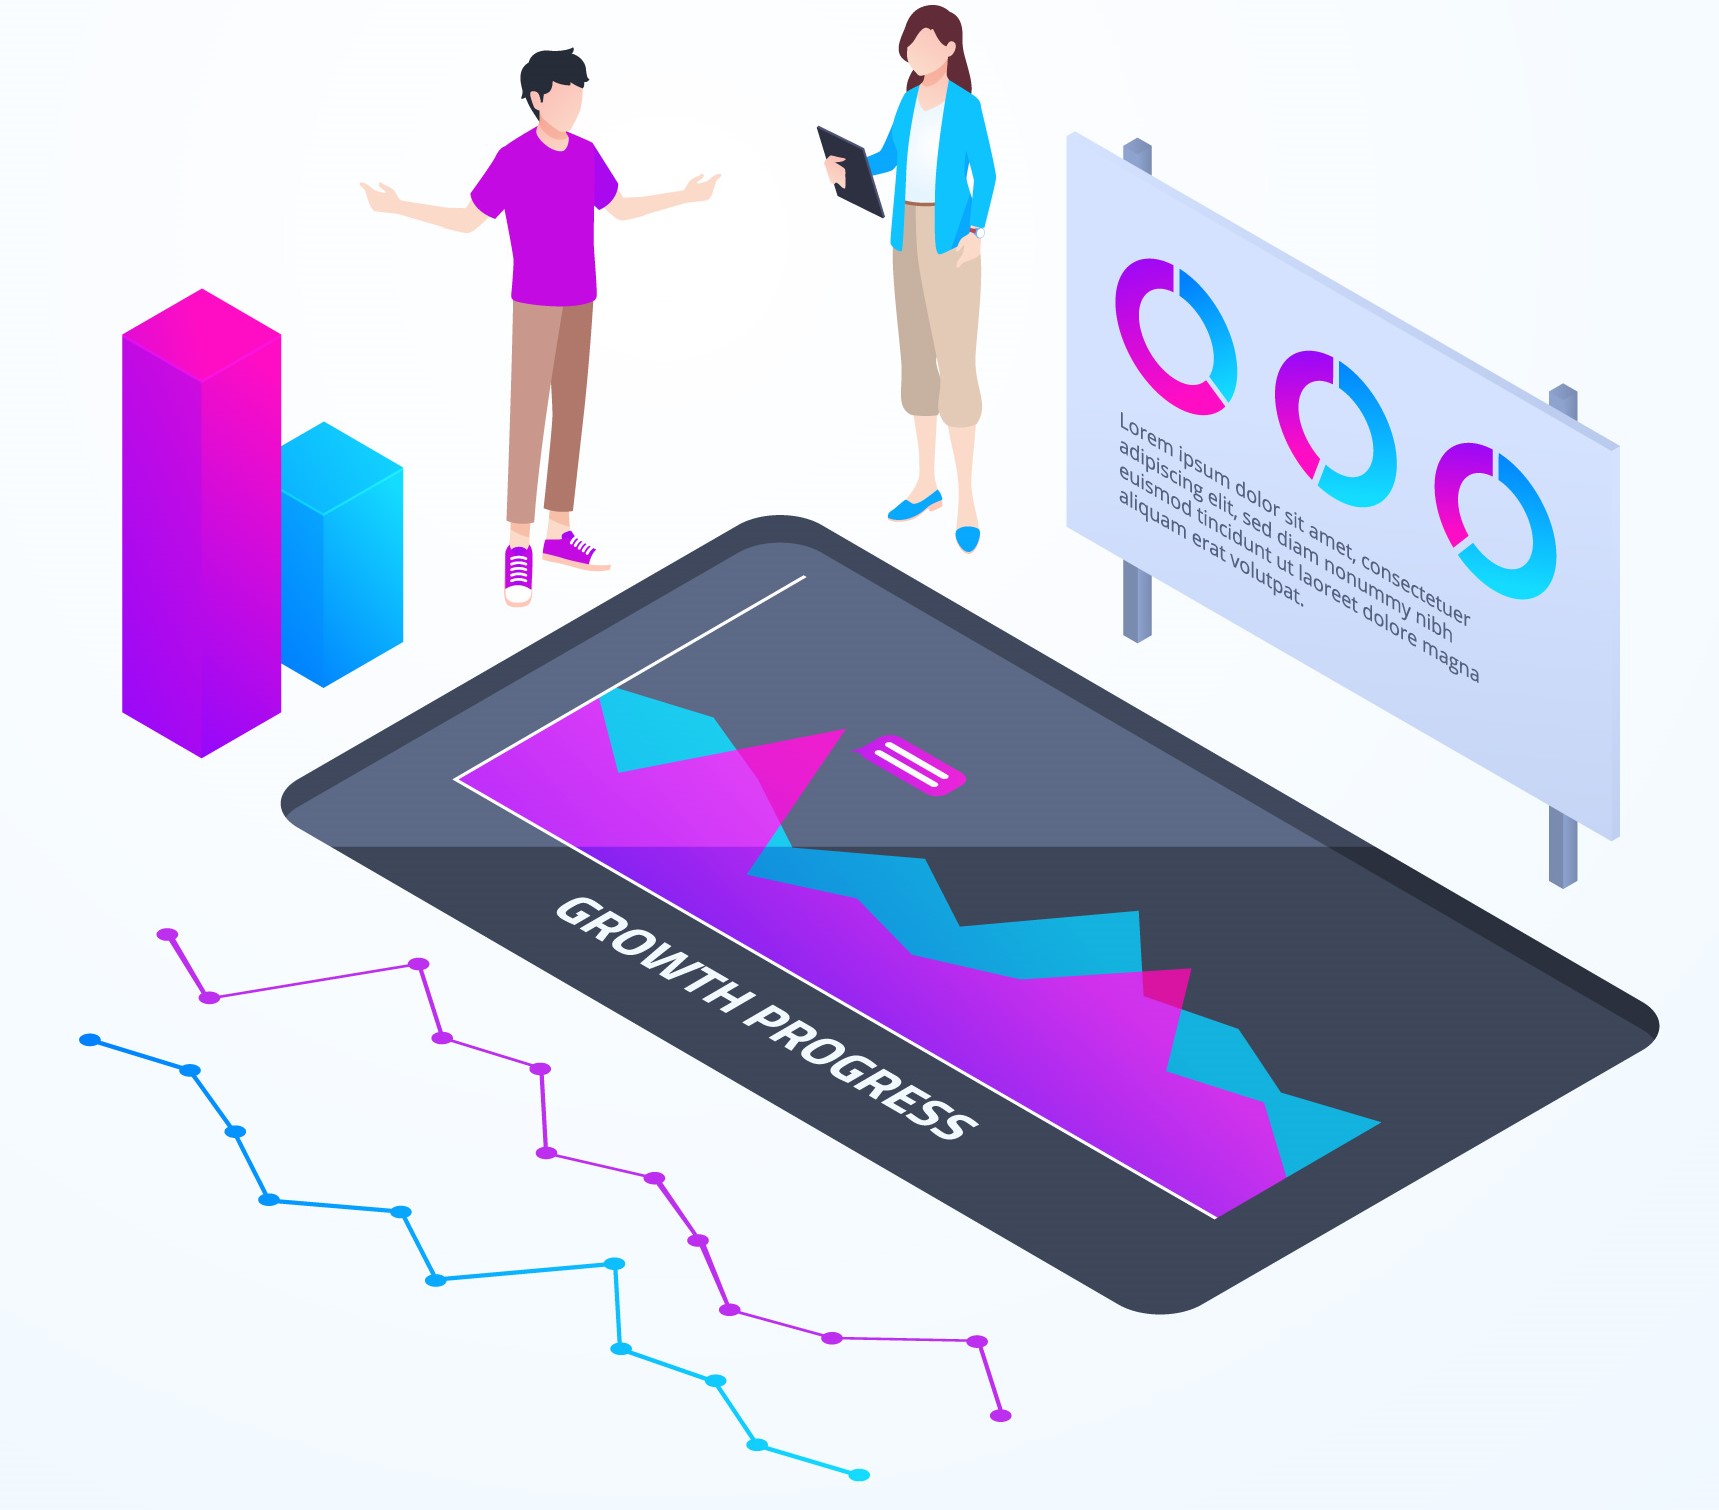 Lorem ipsum dolor sit amet, consectetuer
adipiscing elit, sed diam nonummy nibh
euismod tincidunt ut laoreet dolore magna
aliquam erat volutpat.
GROWTH PROGRESS